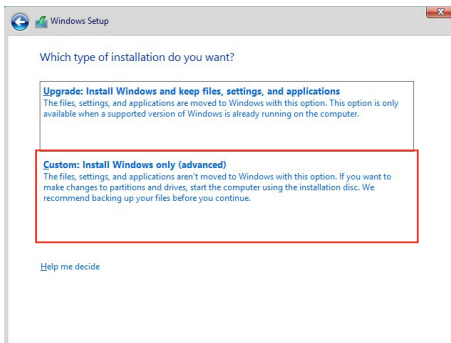 Windows Setup
Which type of installation do you want?
Upgrade: Install Windows and keep files, settings, and applications
The files, settings, and applications are moved to Windows with this option. This option is only
available when a supported version of Windows is already running on the computer.
Custom: Install Windows only (advanced)
The files, settings, and applications aren't moved to Windows with this option. If you want to
make changes to partitions and drives, start the computer using the installation disc. We
recommend backing up your files before you continue.
Help me decide